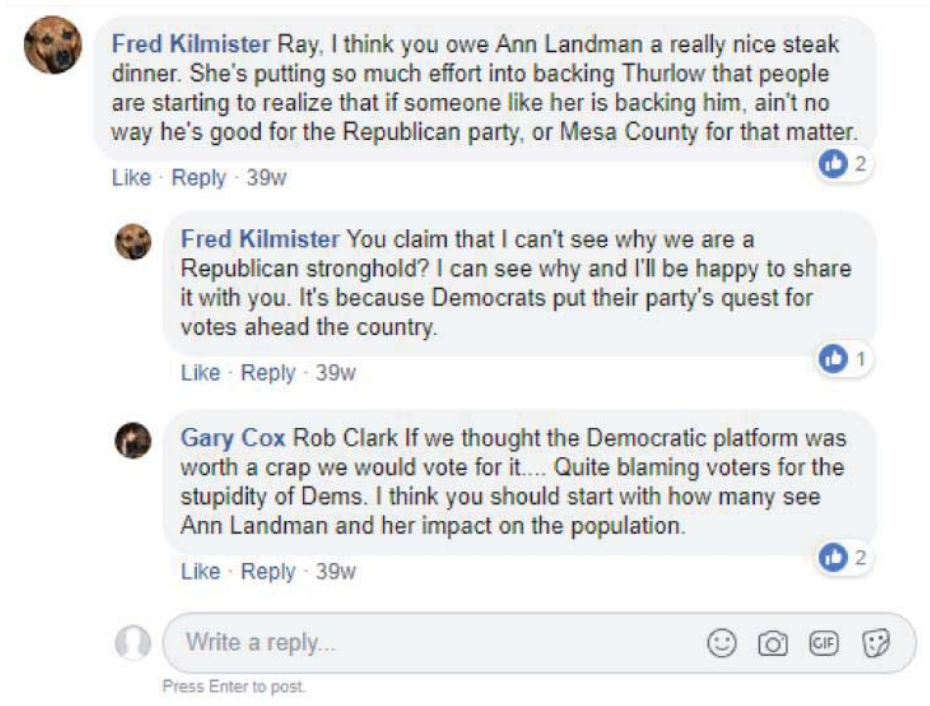 Fred Kilmister Ray, I think you owe Ann Landman a really nice steak
dinner. She's putting so much effort into backing Thurlow that people
are starting to realize that if someone like her is backing him, ain't no
way he's good for the Republican party, or Mesa County for that matter.
2
Like · Reply · 39w
Fred Kilmister You claim that I can't see why we are a
Republican stronghold? I can see why and I'll be happy to share
it with you. It's because Democrats put their party's quest for
votes ahead the country.
1
Like · Reply · 39w
Gary Cox Rob Clark If we thought the Democratic platform was
worth a crap we would vote for it.... Quite blaming voters for the
stupidity of Dems. I think you should start with how many see
Ann Landman and her impact on the population.
2
Like · Reply · 39w
Write a reply...
GIF
Press Enter to post.